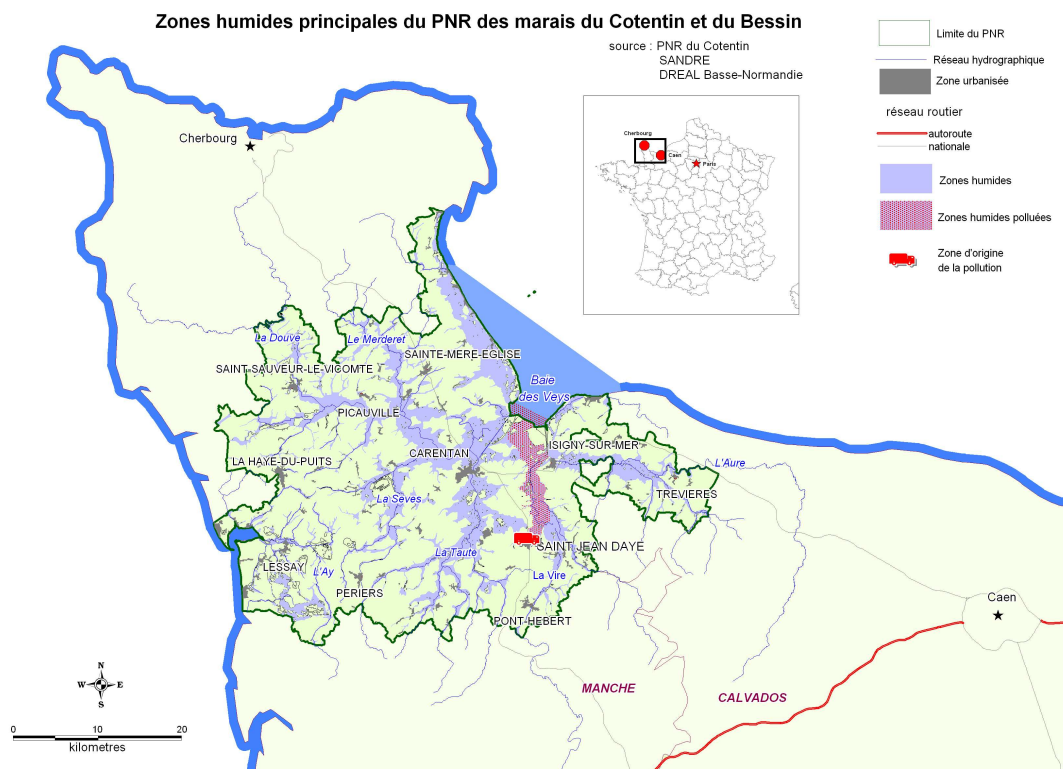 Zones humides principales du PNR des marais du Cotentin et du Bessin
source : PNR du Cotentin
SANDRE
DREAL Basse-Normandie
Limite du PNR
Réseau hydrographique
Zone urbanisée
réseau routier
autoroute
nationale
Zones humides
Zones humides polluées
Zone d'origine
de la pollution
Cherbourg
Caen
Paris
Cherbourg
La Douve
Le Merderet
SAINTE-MERE-EGLISE
SAINT-SAUVEUR-LE-VICOMTE
Baie
des Veys
PICAUVILLE
ISIGNY-SUR-MER
CARENTAN
LA HAYE-DU-PUITS
L'Aure
TREVIERES
La Seves
SAINT JEAN DAYE
La Taute
LESSAY
L'Ay
La Vire
PERIERS
PONT-HEBERT
Caen
MANCHE
CALVADOS
N
W E
S
0 10 20
kilometres